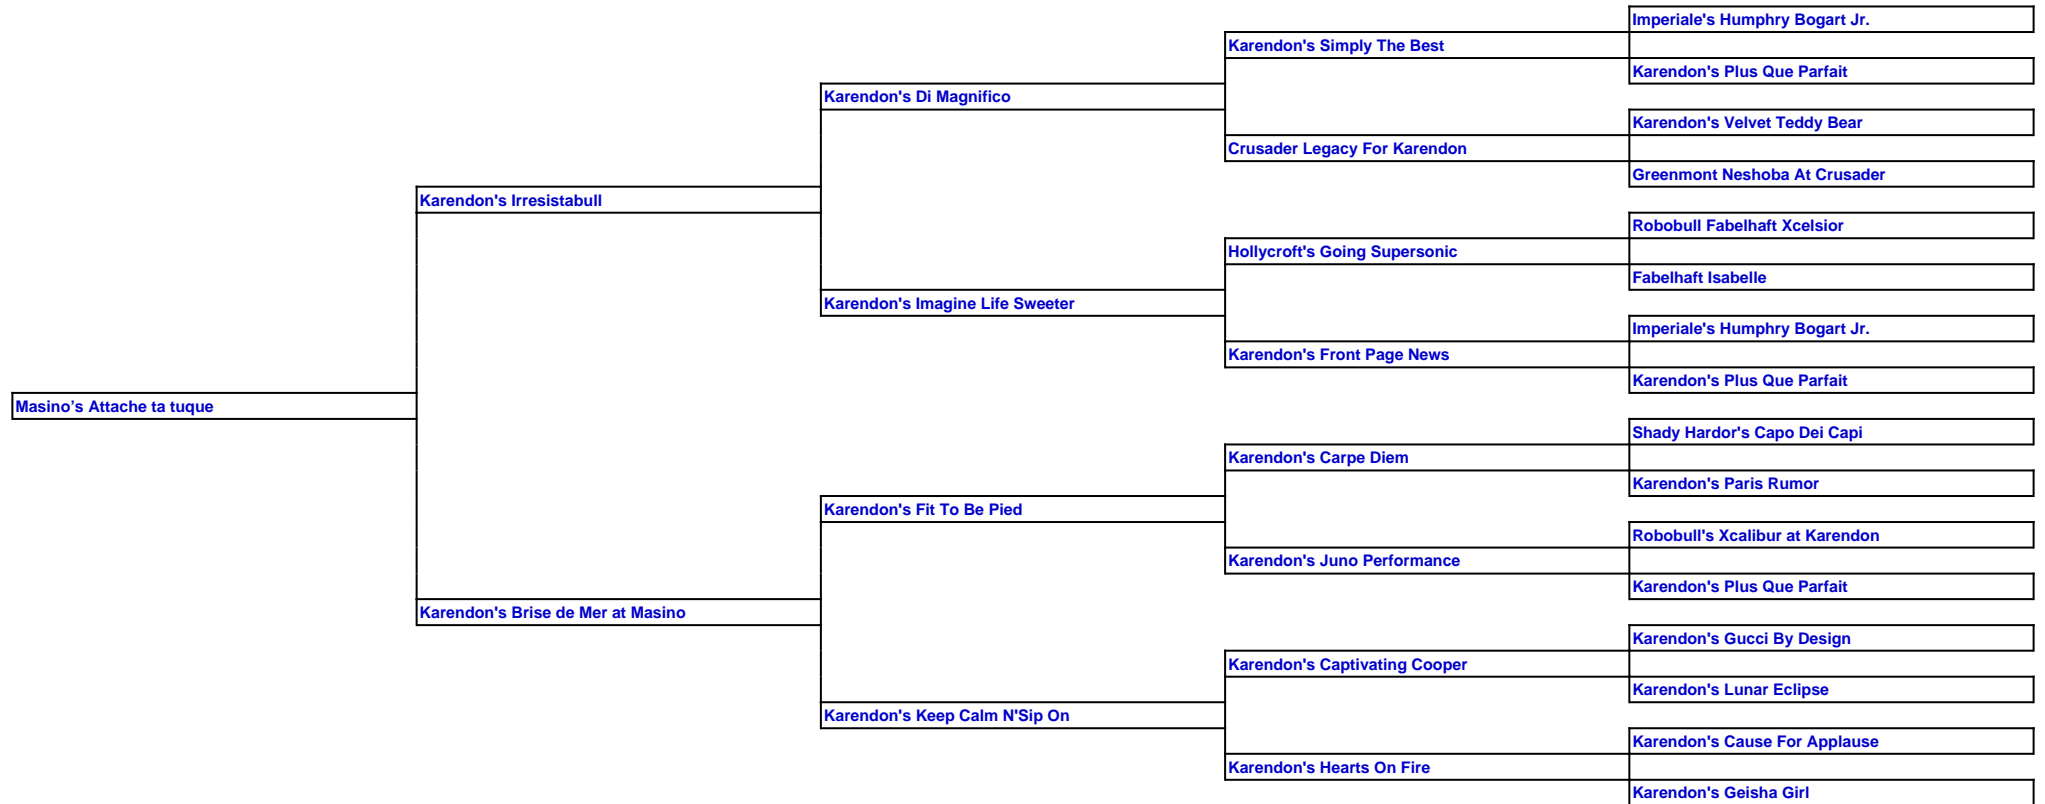 Imperiale's Humphry Bogart Jr.
Karendon's Simply The Best
Karendon's Plus Que Parfait
Karendon's Di Magnifico
Karendon's Velvet Teddy Bear
Crusader Legacy For Karendon
Greenmont Neshoba At Crusader
Karendon's Irresistabull
Robobull Fabelhaft Xcelsior
Hollycroft's Going Supersonic
Fabelhaft Isabelle
Karendon's Imagine Life Sweeter
Imperiale's Humphry Bogart Jr.
Karendon's Front Page News
Karendon's Plus Que Parfait
Masino’s Attache ta tuque
Shady Hardor's Capo Dei Capi
Karendon's Carpe Diem
Karendon's Paris Rumor
Karendon's Fit To Be Pied
Robobull's Xcalibur at Karendon
Karendon's Juno Performance
Karendon's Plus Que Parfait
Karendon's Brise de Mer at Masino
Karendon's Gucci By Design
Karendon's Captivating Cooper
Karendon's Lunar Eclipse
Karendon's Keep Calm N'Sip On
Karendon's Cause For Applause
Karendon's Hearts On Fire
Karendon's Geisha Girl